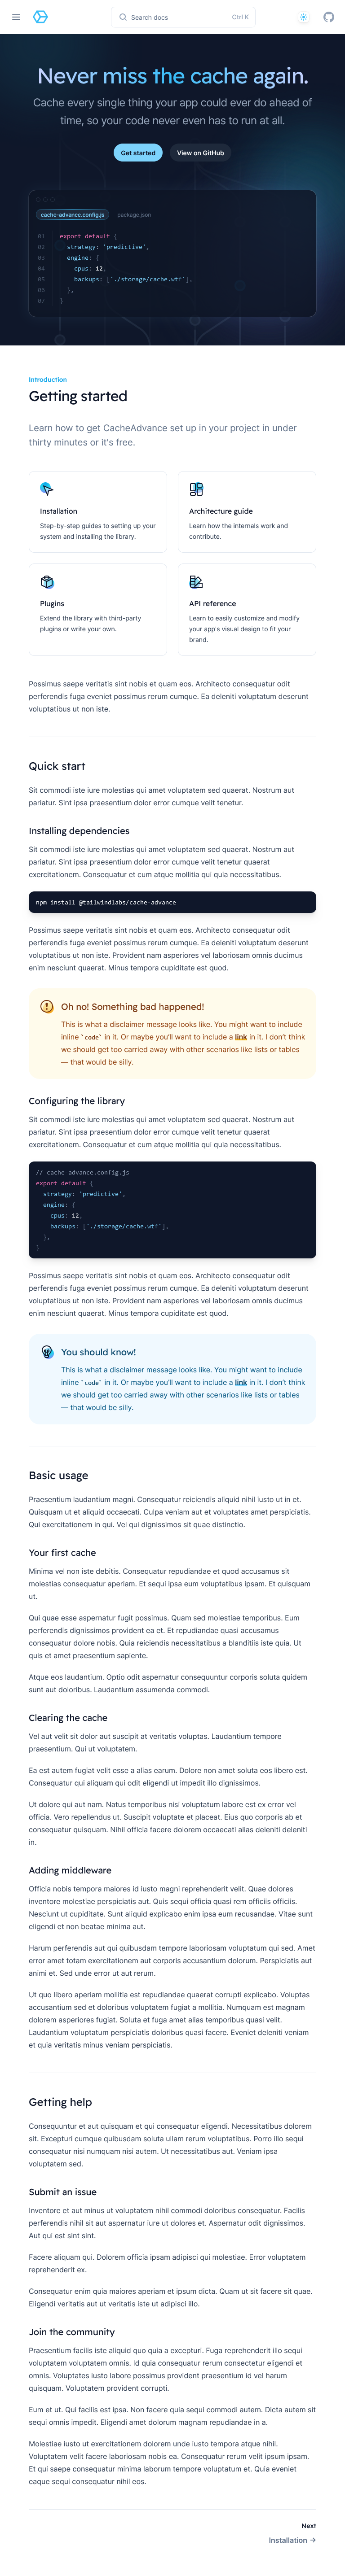 Search docs
Ctrl K
Never miss the cache again.
Cache every single thing your app could ever do ahead of
time, so your code never even has to run at all.
Get started
View on GitHub
cache-advance.config.js
package.json
01 export default {
02 strategy: 'predictive',
03 engine: {
04 cpus: 12,
05 backups: ['./storage/cache.wtf'],
06 },
07 }
Introduction
Getting started
Learn how to get CacheAdvance set up in your project in under
thirty minutes or it's free.
Installation
Step-by-step guides to setting up your
system and installing the library.
Architecture guide
Learn how the internals work and
contribute.
Plugins
Extend the library with third-party
plugins or write your own.
API reference
Learn to easily customize and modify
your app's visual design to fit your
brand.
Possimus saepe veritatis sint nobis et quam eos. Architecto consequatur odit
perferendis fuga eveniet possimus rerum cumque. Ea deleniti voluptatum deserunt
voluptatibus ut non iste.
Quick start
Sit commodi iste iure molestias qui amet voluptatem sed quaerat. Nostrum aut
pariatur. Sint ipsa praesentium dolor error cumque velit tenetur.
Installing dependencies
Sit commodi iste iure molestias qui amet voluptatem sed quaerat. Nostrum aut
pariatur. Sint ipsa praesentium dolor error cumque velit tenetur quaerat
exercitationem. Consequatur et cum atque mollitia qui quia necessitatibus.
npm install @tailwindlabs/cache-advance
Possimus saepe veritatis sint nobis et quam eos. Architecto consequatur odit
perferendis fuga eveniet possimus rerum cumque. Ea deleniti voluptatum deserunt
voluptatibus ut non iste. Provident nam asperiores vel laboriosam omnis ducimus
enim nesciunt quaerat. Minus tempora cupiditate est quod.
Oh no! Something bad happened!
This is what a disclaimer message looks like. You might want to include
inline `code` in it. Or maybe you'll want to include a link in it. I don't think
we should get too carried away with other scenarios like lists or tables
— that would be silly.
Configuring the library
Sit commodi iste iure molestias qui amet voluptatem sed quaerat. Nostrum aut
pariatur. Sint ipsa praesentium dolor error cumque velit tenetur quaerat
exercitationem. Consequatur et cum atque mollitia qui quia necessitatibus.
// cache-advance.config.js
export default {
strategy: 'predictive',
engine: {
cpus: 12,
backups: ['./storage/cache.wtf'],
},
}
Possimus saepe veritatis sint nobis et quam eos. Architecto consequatur odit
perferendis fuga eveniet possimus rerum cumque. Ea deleniti voluptatum deserunt
voluptatibus ut non iste. Provident nam asperiores vel laboriosam omnis ducimus
enim nesciunt quaerat. Minus tempora cupiditate est quod.
You should know!
This is what a disclaimer message looks like. You might want to include
inline `code` in it. Or maybe you'll want to include a link in it. I don't think
we should get too carried away with other scenarios like lists or tables
— that would be silly.
Basic usage
Praesentium laudantium magni. Consequatur reiciendis aliquid nihil iusto ut in et.
Quisquam ut et aliquid occaecati. Culpa veniam aut et voluptates amet perspiciatis.
Qui exercitationem in qui. Vel qui dignissimos sit quae distinctio.
Your first cache
Minima vel non iste debitis. Consequatur repudiandae et quod accusamus sit
molestias consequatur aperiam. Et sequi ipsa eum voluptatibus ipsam. Et quisquam
ut.
Qui quae esse aspernatur fugit possimus. Quam sed molestiae temporibus. Eum
perferendis dignissimos provident ea et. Et repudiandae quasi accusamus
consequatur dolore nobis. Quia reiciendis necessitatibus a blanditiis iste quia. Ut
quis et amet praesentium sapiente.
Atque eos laudantium. Optio odit aspernatur consequuntur corporis soluta quidem
sunt aut doloribus. Laudantium assumenda commodi.
Clearing the cache
Vel aut velit sit dolor aut suscipit at veritatis voluptas. Laudantium tempore
praesentium. Qui ut voluptatem.
Ea est autem fugiat velit esse a alias earum. Dolore non amet soluta eos libero est.
Consequatur qui aliquam qui odit eligendi ut impedit illo dignissimos.
Ut dolore qui aut nam. Natus temporibus nisi voluptatum labore est ex error vel
officia. Vero repellendus ut. Suscipit voluptate et placeat. Eius quo corporis ab et
consequatur quisquam. Nihil officia facere dolorem occaecati alias deleniti deleniti
in.
Adding middleware
Officia nobis tempora maiores id iusto magni reprehenderit velit. Quae dolores
inventore molestiae perspiciatis aut. Quis sequi officia quasi rem officiis officiis.
Nesciunt ut cupiditate. Sunt aliquid explicabo enim ipsa eum recusandae. Vitae sunt
eligendi et non beatae minima aut.
Harum perferendis aut qui quibusdam tempore laboriosam voluptatum qui sed. Amet
error amet totam exercitationem aut corporis accusantium dolorum. Perspiciatis aut
animi et. Sed unde error ut aut rerum.
Ut quo libero aperiam mollitia est repudiandae quaerat corrupti explicabo. Voluptas
accusantium sed et doloribus voluptatem fugiat a mollitia. Numquam est magnam
dolorem asperiores fugiat. Soluta et fuga amet alias temporibus quasi velit.
Laudantium voluptatum perspiciatis doloribus quasi facere. Eveniet deleniti veniam
et quia veritatis minus veniam perspiciatis.
Getting help
Consequuntur et aut quisquam et qui consequatur eligendi. Necessitatibus dolorem
sit. Excepturi cumque quibusdam soluta ullam rerum voluptatibus. Porro illo sequi
consequatur nisi numquam nisi autem. Ut necessitatibus aut. Veniam ipsa
voluptatem sed.
Submit an issue
Inventore et aut minus ut voluptatem nihil commodi doloribus consequatur. Facilis
perferendis nihil sit aut aspernatur iure ut dolores et. Aspernatur odit dignissimos.
Aut qui est sint sint.
Facere aliquam qui. Dolorem officia ipsam adipisci qui molestiae. Error voluptatem
reprehenderit ex.
Consequatur enim quia maiores aperiam et ipsum dicta. Quam ut sit facere sit quae.
Eligendi veritatis aut ut veritatis iste ut adipisci illo.
Join the community
Praesentium facilis iste aliquid quo quia a excepturi. Fuga reprehenderit illo sequi
voluptatem voluptatem omnis. Id quia consequatur rerum consectetur eligendi et
omnis. Voluptates iusto labore possimus provident praesentium id vel harum
quisquam. Voluptatem provident corrupti.
Eum et ut. Qui facilis est ipsa. Non facere quia sequi commodi autem. Dicta autem sit
sequi omnis impedit. Eligendi amet dolorum magnam repudiandae in a.
Molestiae iusto ut exercitationem dolorem unde iusto tempora atque nihil.
Voluptatem velit facere laboriosam nobis ea. Consequatur rerum velit ipsum ipsam.
Et qui saepe consequatur minima laborum tempore voluptatum et. Quia eveniet
eaque sequi consequatur nihil eos.
Next
Installation →